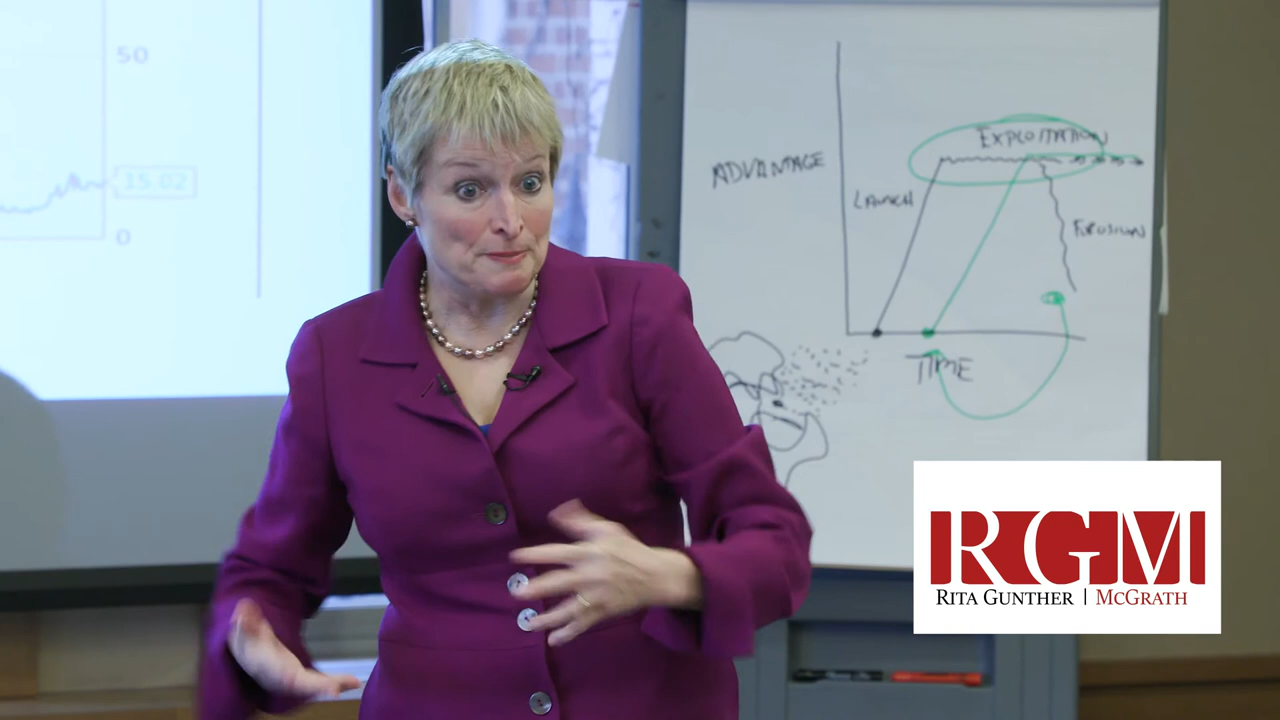 50
15.02
0
EXPLOITATION
ADVANTAGE
LAUNCH
EROSION
TIME
RGM
RITA GUNTHER | MCGRATH